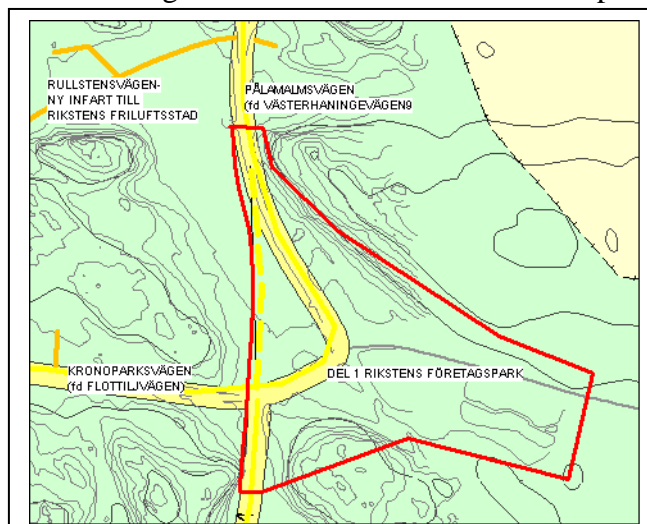 RULLSTENSVÄGEN-
NY INFART TILL
RIKSTENS FRILUFTSSTAD
PÅLAMALMSVÄGEN
(fd VÄSTERHANINGEVÄGEN9
KRONOPARKSVÄGEN
(fd FLOTTILJVÄGEN)
DEL 1 RIKSTENS FÖRETAGSPARK